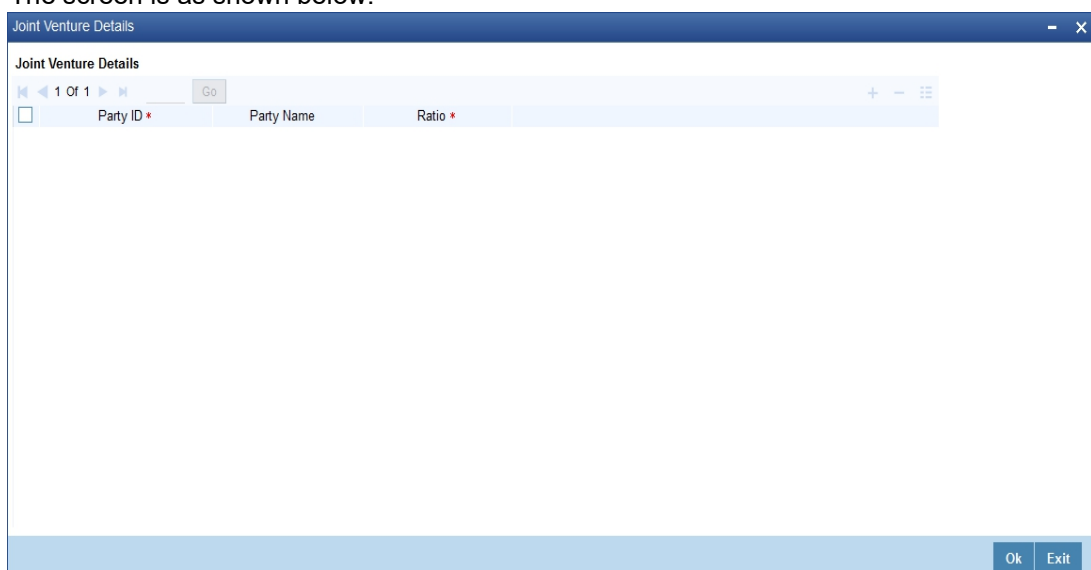 The screen is as shown below:
Joint Venture Details
Joint Venture Details
1 Of 1 Go
Party ID * Party Name Ratio *
Ok Exit